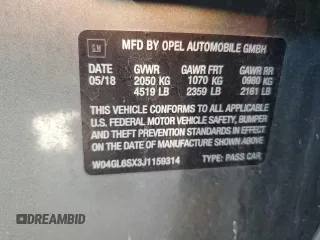 GM
MFD BY OPEL AUTOMOBILE GMBH
DATE GVWR GAWR FRT GAWR RR
05/18 2050 KG 1070 KG 0980 KG
4519 LB 2359 LB 2161 LB
THIS VEHICLE CONFORMS TO ALL APPLICABLE
U.S. FEDERAL MOTOR VEHICLE SAFETY, BUMPER
AND THEFT PREVENTION STANDARDS IN EFFECT
ON THE DATE OF MANUFACTURE SHOWN ABOVE.
W04GL6SX3J1159314 TYPE: PASS CAR